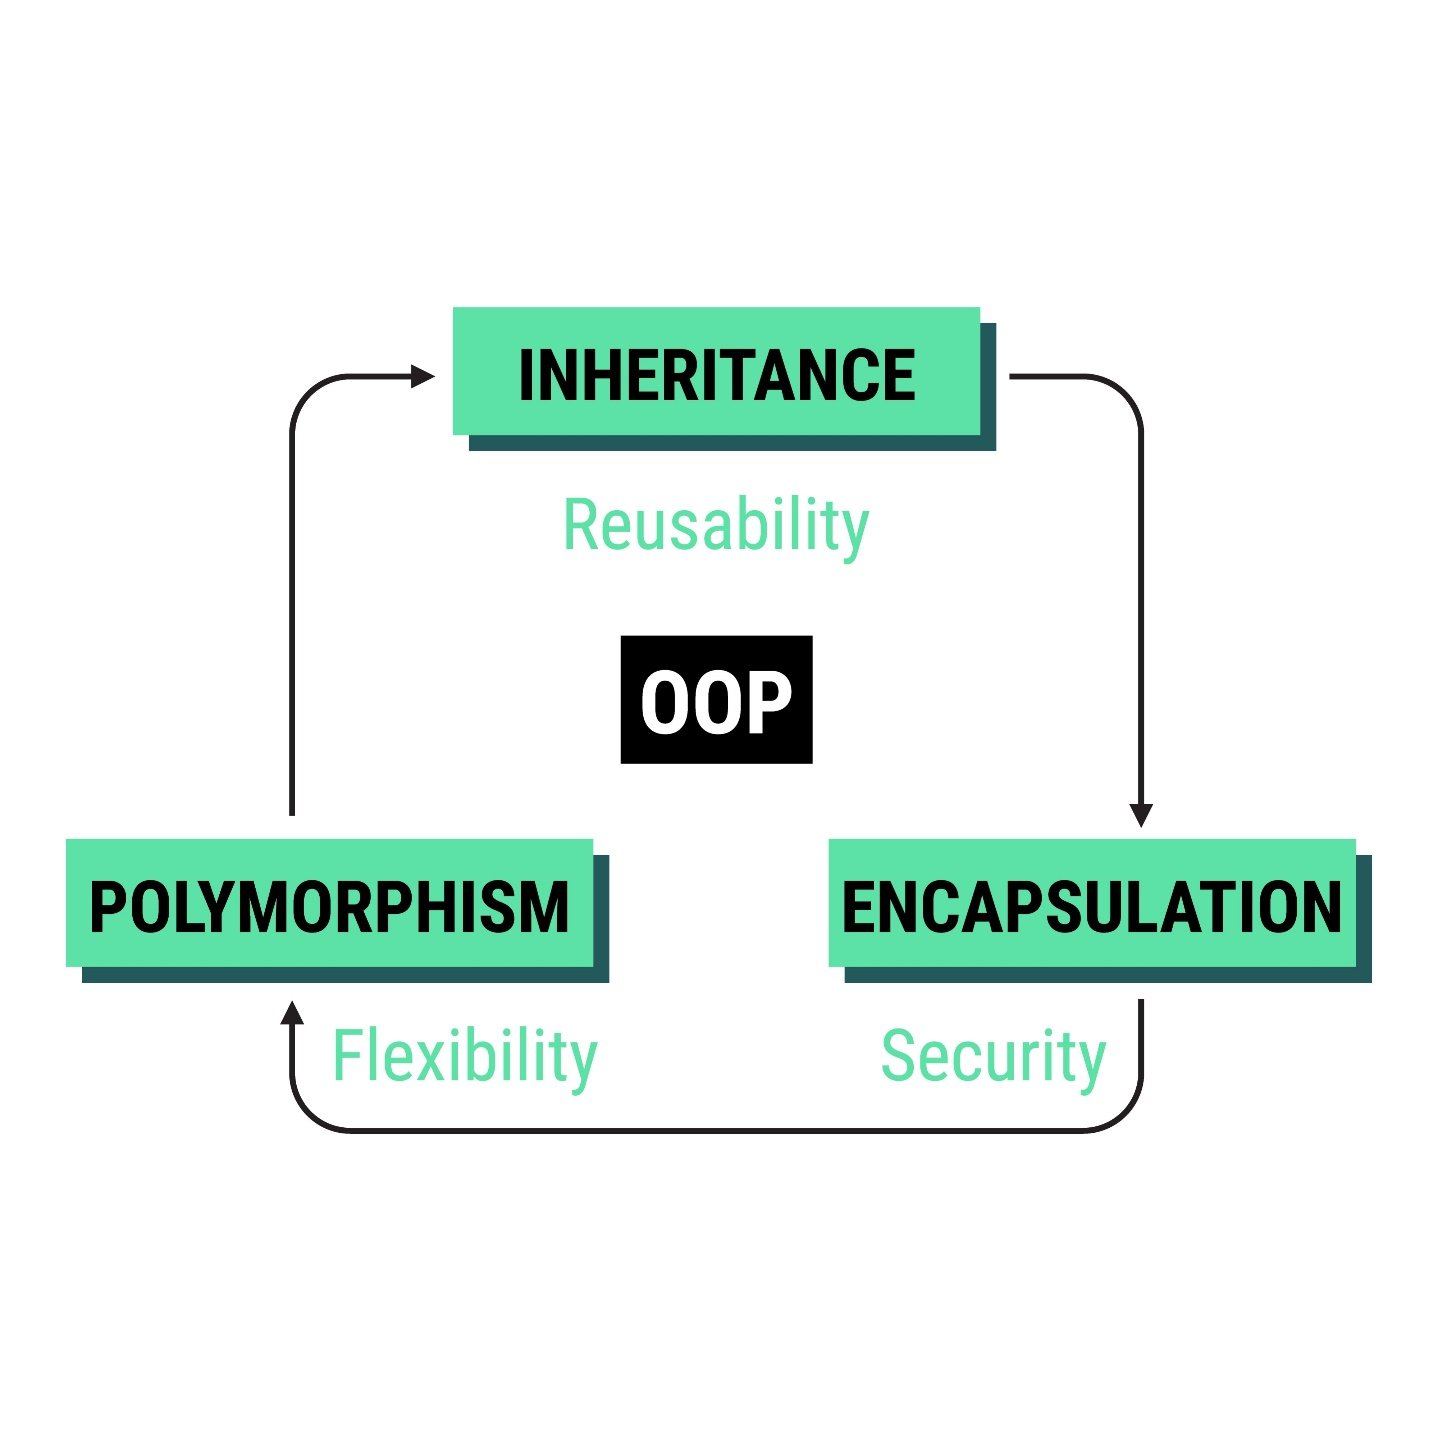 INHERITANCE
Reusability
OOP
POLYMORPHISM
ENCAPSULATION
Flexibility
Security